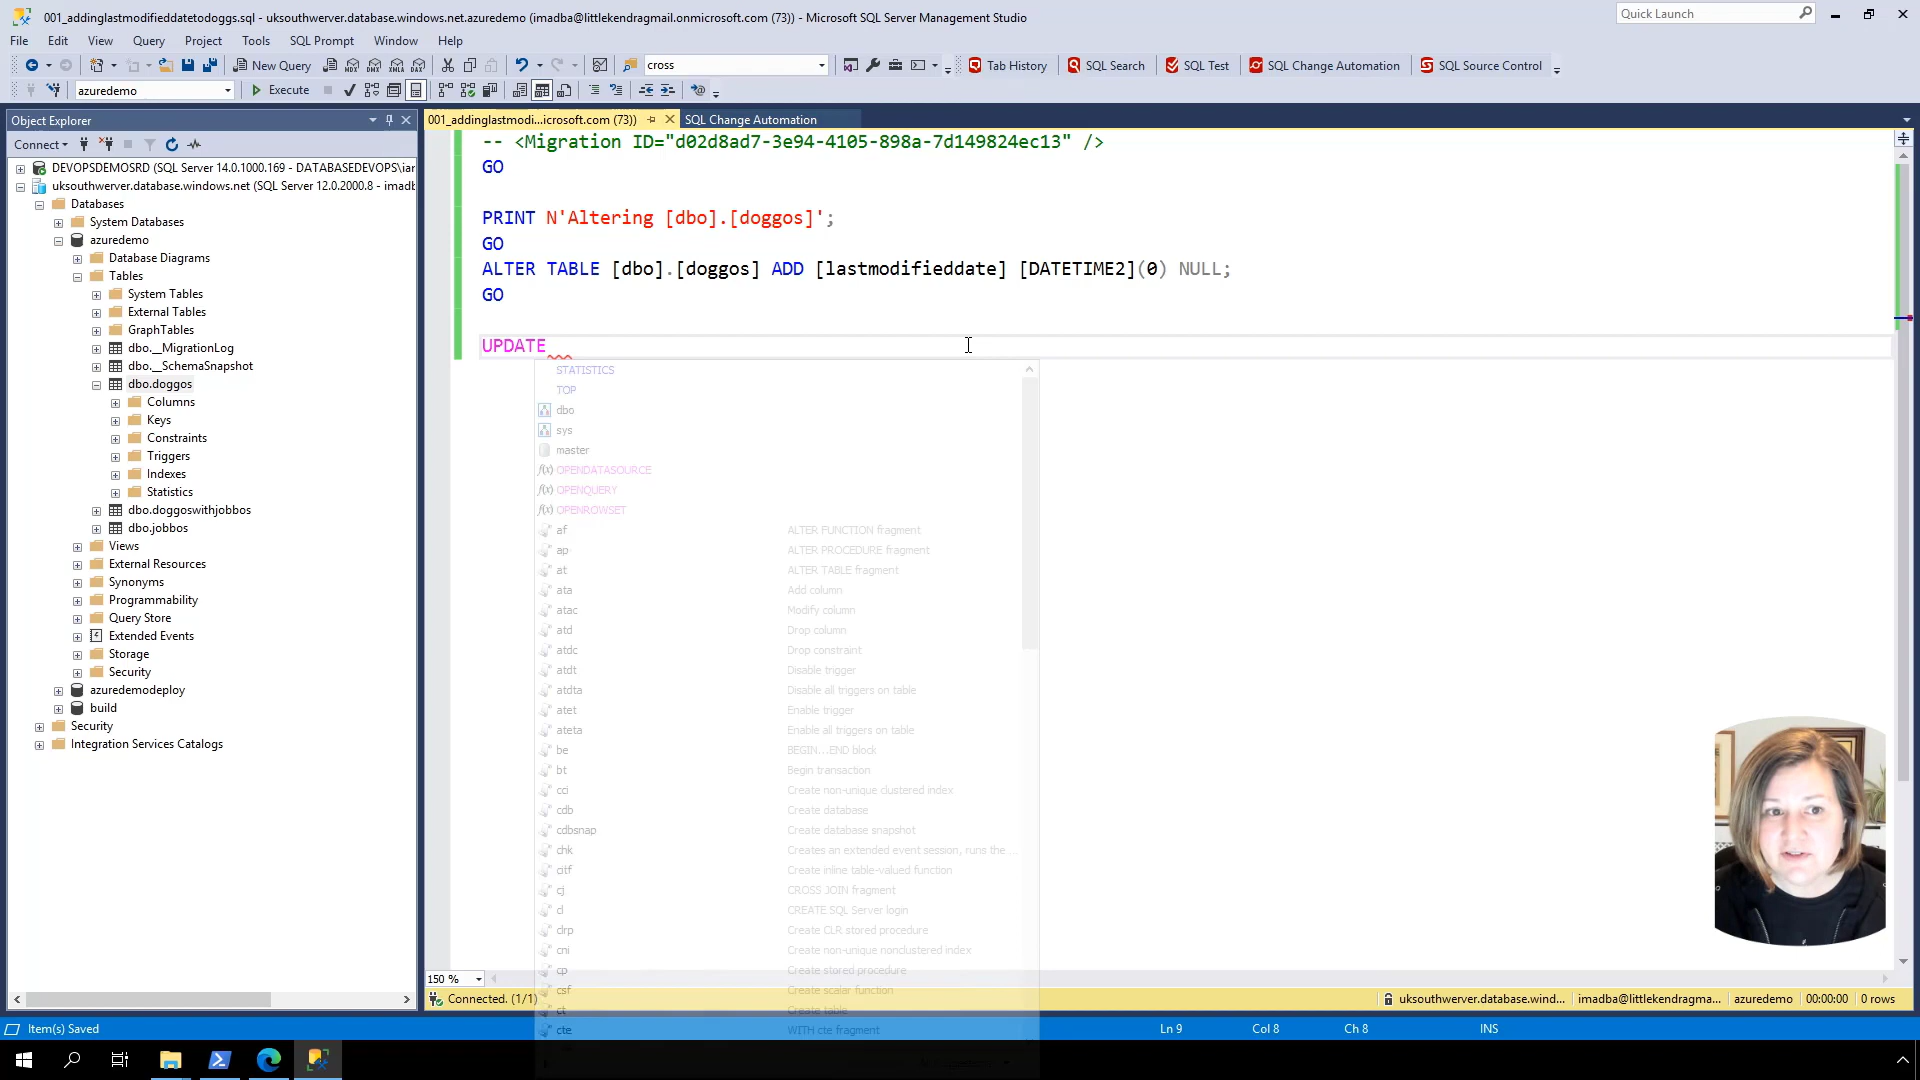 001_addinglastmodifieddatetodoggs.sql - uksouthwerver.database.windows.net.azuredemo (imadba@littlekendragmail.onmicrosoft.com (73)) - Microsoft SQL Server Management Studio
Quick Launch
File Edit View Query Project Tools SQL Prompt Window Help
New Query MDX DMX XMLA DAX cross Tab History SQL Search SQL Test SQL Change Automation SQL Source Control
azuredemo Execute
Object Explorer
001_addinglastmodi...icrosoft.com (73)) SQL Change Automation
Connect
DEVOPSDEMOSRD (SQL Server 14.0.1000.169 - DATABASEDEVOPS\iar
uksouthwerver.database.windows.net (SQL Server 12.0.2000.8 - imadb
Databases
System Databases
azuredemo
Database Diagrams
Tables
System Tables
External Tables
GraphTables
dbo.__MigrationLog
dbo.__SchemaSnapshot
dbo.doggos
Columns
Keys
Constraints
Triggers
Indexes
Statistics
dbo.doggoswithjobbos
dbo.jobbos
Views
External Resources
Synonyms
Programmability
Query Store
Extended Events
Storage
Security
azuredemodeploy
build
Security
Integration Services Catalogs
-- <Migration ID="d02d8ad7-3e94-4105-898a-7d149824ec13" />
GO
PRINT N'Altering [dbo].[doggos]';
GO
ALTER TABLE [dbo].[doggos] ADD [lastmodifieddate] [DATETIME2](0) NULL;
GO
UPDATE
STATISTICS
TOP
dbo
sys
master
f(x) OPENDATASOURCE
f(x) OPENQUERY
f(x) OPENROWSET
af ALTER FUNCTION fragment
ap ALTER PROCEDURE fragment
at ALTER TABLE fragment
ata Add column
atac Modify column
atd Drop column
atdc Drop constraint
atdt Disable trigger
atdta Disable all triggers on table
atet Enable trigger
ateta Enable all triggers on table
be BEGIN...END block
bt Begin transaction
cci Create non-unique clustered index
cdb Create database
cdbsnap Create database snapshot
chk Creates an extended event session, runs the ...
citf Create inline table-valued function
cj CROSS JOIN fragment
cl CREATE SQL Server login
clrp Create CLR stored procedure
cni Create non-unique nonclustered index
cp Create stored procedure
csf Create scalar function
ct Create table
cte WITH cte fragment
150 %
Connected. (1/1) uksouthwerver.database.wind... imadba@littlekendragma... azuredemo 00:00:00 0 rows
Item(s) Saved Ln 9 Col 8 Ch 8 INS